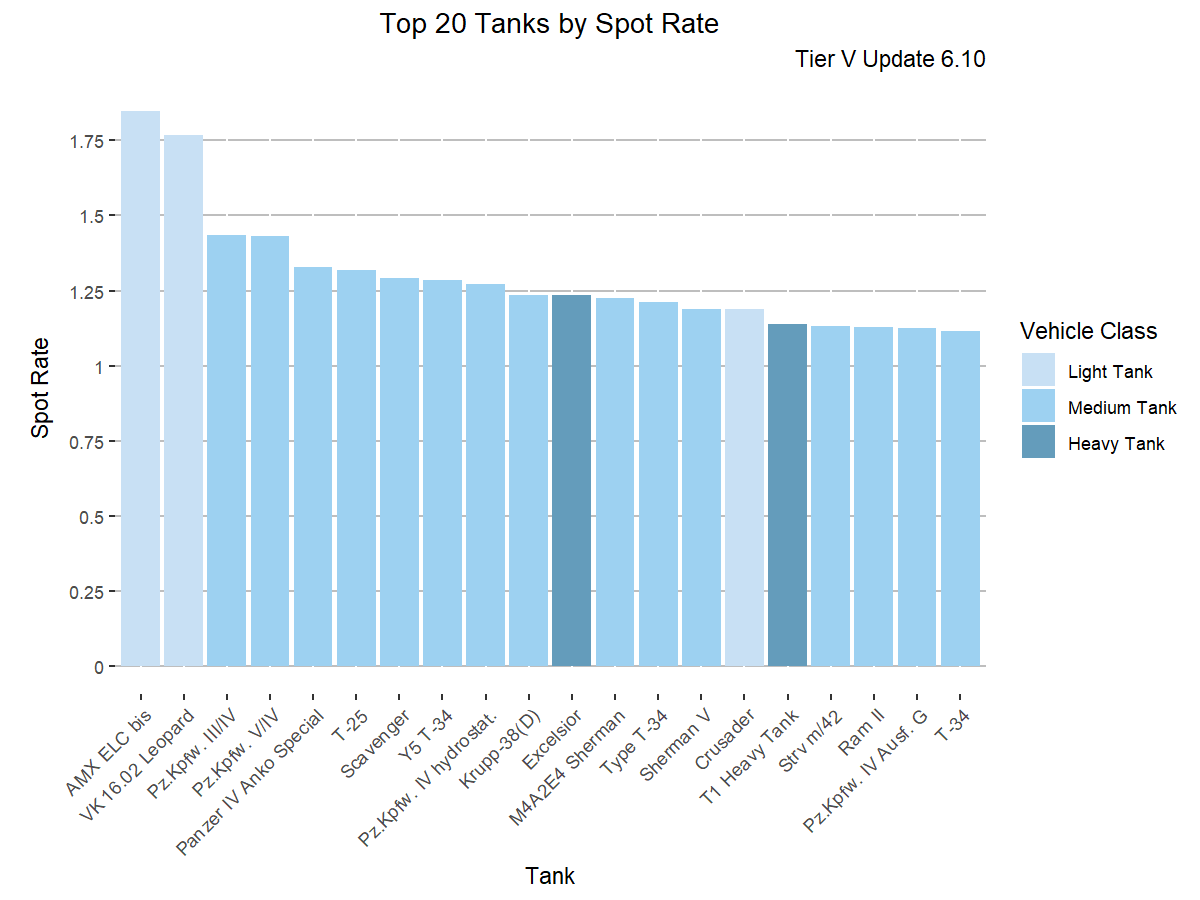 Top 20 Tanks by Spot Rate
Tier V Update 6.10
Spot Rate
1.75
1.5
1.25
1
0.75
0.5
0.25
0
AMX ELC bis
VK 16.02 Leopard
Pz.Kpfw. III/IV
Pz.Kpfw. V/IV
Panzer IV Anko Special
T-25
Scavenger
Y5 T-34
Pz.Kpfw. IV hydrostat.
Krupp-38(D)
Excelsior
M4A2E4 Sherman
Type T-34
Sherman V
Crusader
T1 Heavy Tank
Strv m/42
Ram II
Pz.Kpfw. IV Ausf. G
T-34
Tank
Vehicle Class
Light Tank
Medium Tank
Heavy Tank